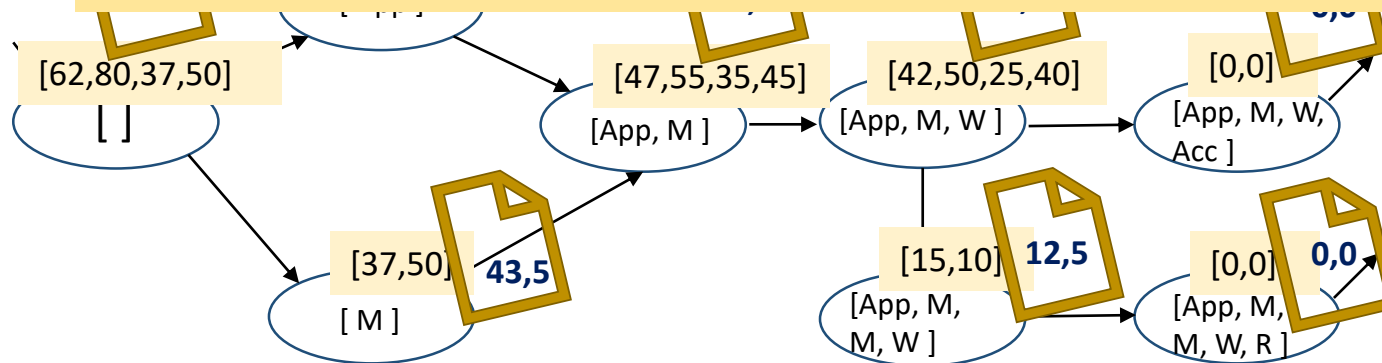 [62,80,37,50]
[ ]
[47,55,35,45]
[App, M ]
[42,50,25,40]
[App, M, W ]
[0,0]
[App, M, W,
Acc ]
[37,50]
43,5
[ M ]
[15,10]
12,5
[App, M,
M, W ]
[0,0]
0,0
[App, M,
M, W, R ]